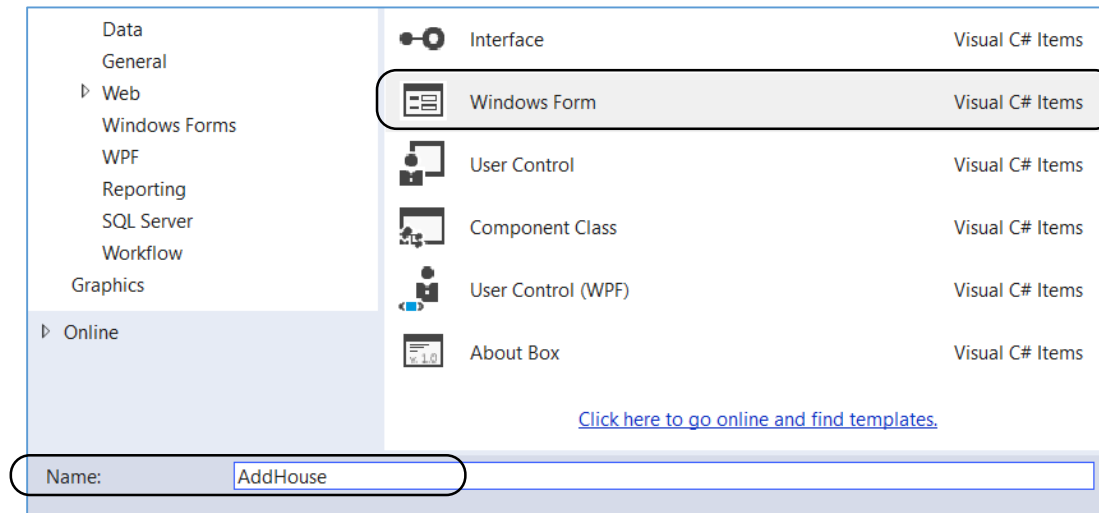 Data
General
Web
Windows Forms
WPF
Reporting
SQL Server
Workflow
Graphics
Online
Interface Visual C# Items
Windows Form Visual C# Items
User Control Visual C# Items
Component Class Visual C# Items
User Control (WPF) Visual C# Items
v. 1.0
About Box Visual C# Items
Click here to go online and find templates.
Name: AddHouse